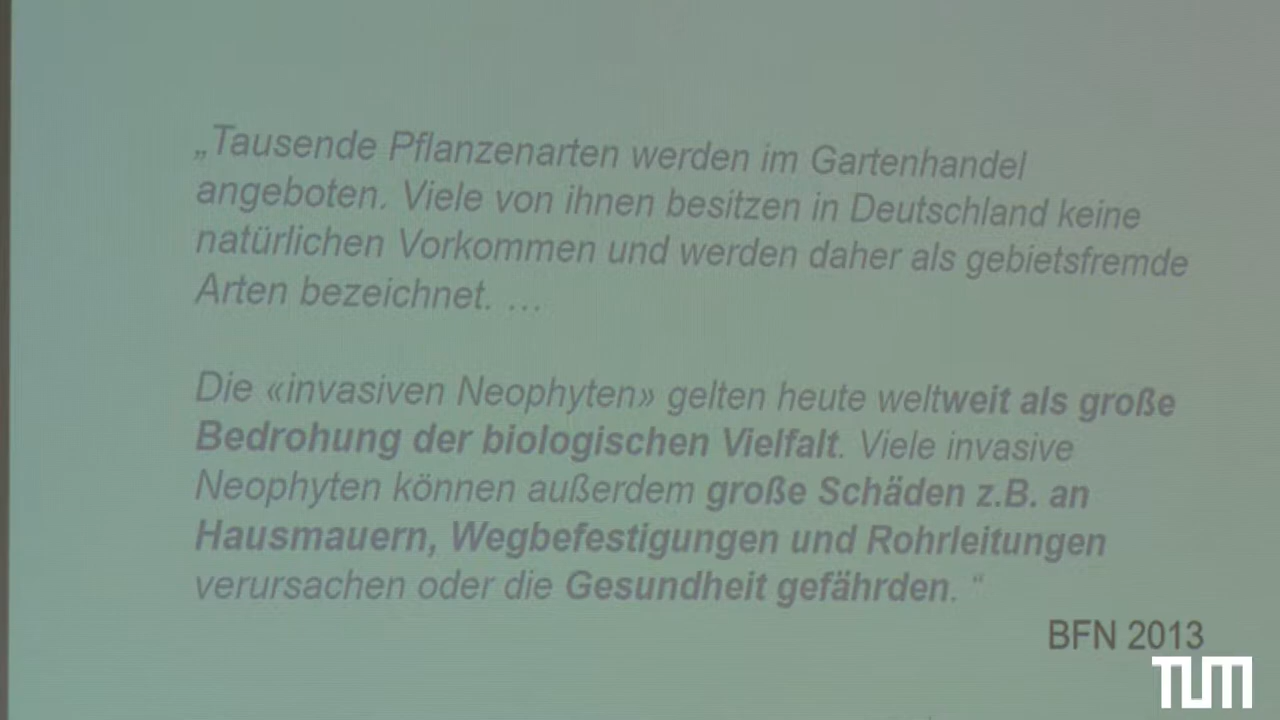 „Tausende Pflanzenarten werden im Gartenhandel
angeboten. Viele von ihnen besitzen in Deutschland keine
natürlichen Vorkommen und werden daher als gebietsfremde
Arten bezeichnet. …
Die «invasiven Neophyten» gelten heute weltweit als große
Bedrohung der biologischen Vielfalt. Viele invasive
Neophyten können außerdem große Schäden z.B. an
Hausmauern, Wegbefestigungen und Rohrleitungen
verursachen oder die Gesundheit gefährden. “
BFN 2013
TUM